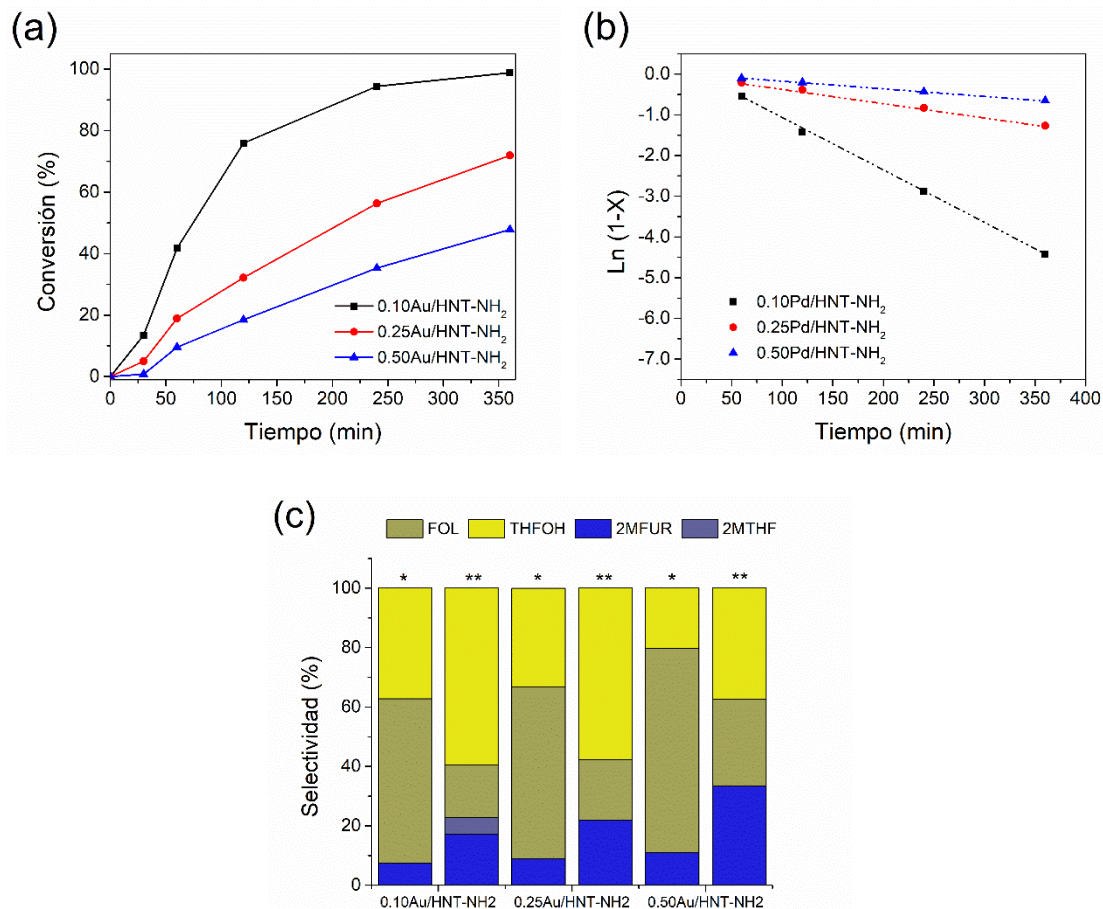 (a)
100
80
60
40
20
0
Conversión (%)
0.10Au/HNT-NH₂
0.25Au/HNT-NH₂
0.50Au/HNT-NH₂
0 50 100 150 200 250 300 350
Tiempo (min)
(b)
0.0
-1.0
-2.0
-3.0
-4.0
-5.0
-6.0
-7.0
Ln (1-X)
0.10Pd/HNT-NH₂
0.25Pd/HNT-NH₂
0.50Pd/HNT-NH₂
0 50 100 150 200 250 300 350 400
Tiempo (min)
(c)
FOL THFOH 2MFUR 2MTHF
100
80
60
40
20
0
Selectividad (%)
* ** * ** * **
0.10Au/HNT-NH2 0.25Au/HNT-NH2 0.50Au/HNT-NH2